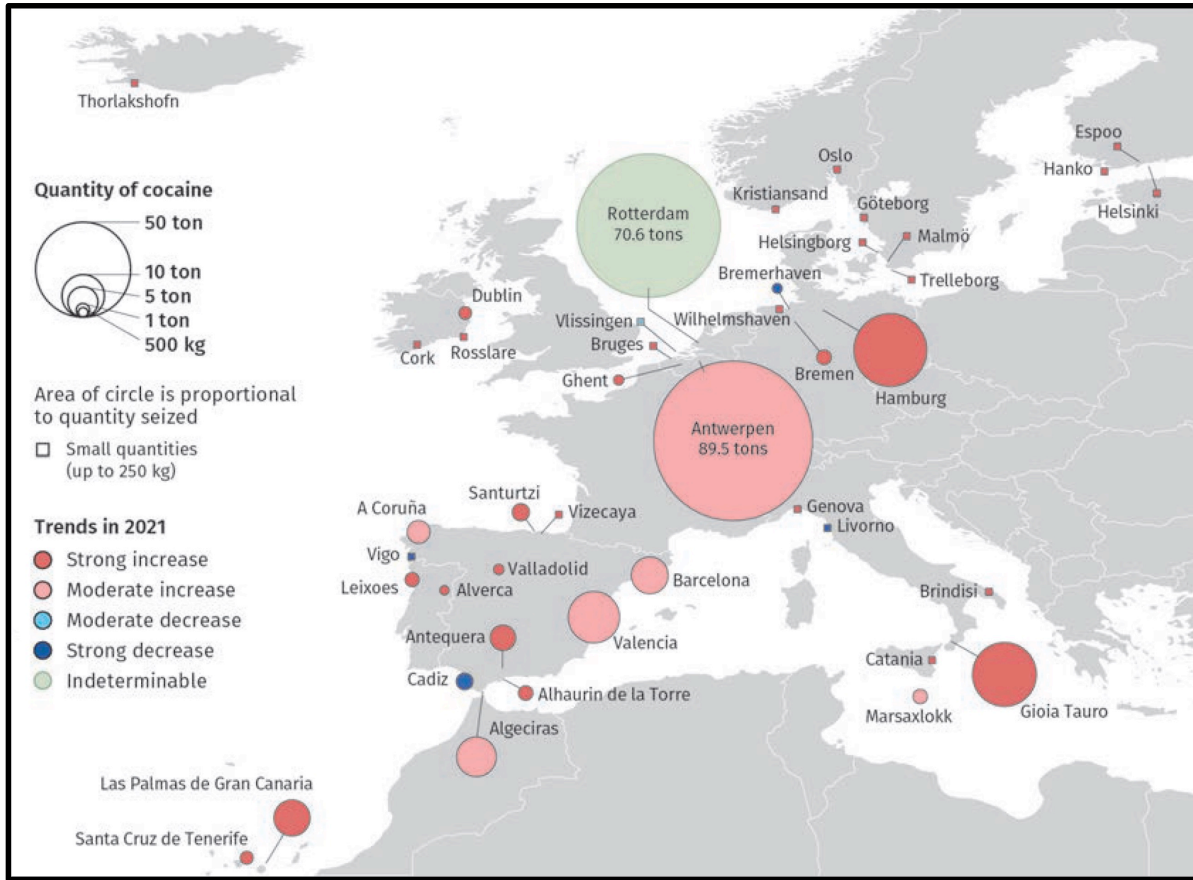 Thorlakshofn
Quantity of cocaine
50 ton
10 ton
5 ton
1 ton
500 kg
Area of circle is proportional
to quantity seized
Small quantities
(up to 250 kg)
Trends in 2021
Strong increase
Moderate increase
Moderate decrease
Strong decrease
Indeterminable
Espoo
Oslo
Hanko
Rotterdam
70.6 tons
Kristiansand
Göteborg
Helsinki
Helsingborg
Malmö
Bremerhaven
Trelleborg
Dublin
Vlissingen
Wilhelmshaven
Bruges
Cork
Rosslare
Bremen
Ghent
Hamburg
Antwerpen
89.5 tons
Santurtzi
A Coruña
Vizecaya
Genova
Livorno
Vigo
Valladolid
Leixoes
Alverca
Barcelona
Brindisi
Antequera
Valencia
Catania
Cadiz
Alhaurin de la Torre
Marsaxlokk
Gioia Tauro
Algeciras
Las Palmas de Gran Canaria
Santa Cruz de Tenerife